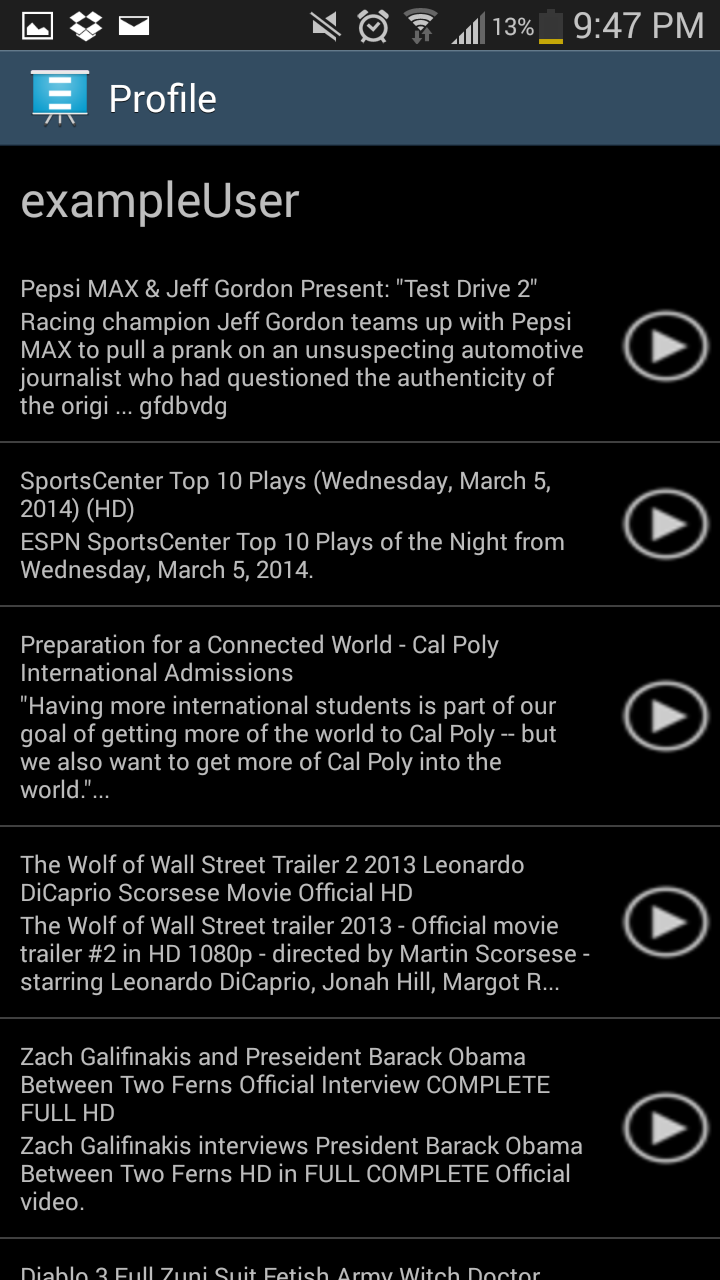 13% 9:47 PM
Profile
exampleUser
Pepsi MAX & Jeff Gordon Present: "Test Drive 2"
Racing champion Jeff Gordon teams up with Pepsi
MAX to pull a prank on an unsuspecting automotive
journalist who had questioned the authenticity of
the origi ... gfdbvdg
SportsCenter Top 10 Plays (Wednesday, March 5,
2014) (HD)
ESPN SportsCenter Top 10 Plays of the Night from
Wednesday, March 5, 2014.
Preparation for a Connected World - Cal Poly
International Admissions
"Having more international students is part of our
goal of getting more of the world to Cal Poly -- but
we also want to get more of Cal Poly into the
world."...
The Wolf of Wall Street Trailer 2 2013 Leonardo
DiCaprio Scorsese Movie Official HD
The Wolf of Wall Street trailer 2013 - Official movie
trailer #2 in HD 1080p - directed by Martin Scorsese -
starring Leonardo DiCaprio, Jonah Hill, Margot R...
Zach Galifinakis and Preseident Barack Obama
Between Two Ferns Official Interview COMPLETE
FULL HD
Zach Galifinakis interviews President Barack Obama
Between Two Ferns HD in FULL COMPLETE Official
video.
Diablo 3 Full Zuni Suit Fetish Army Witch Doctor